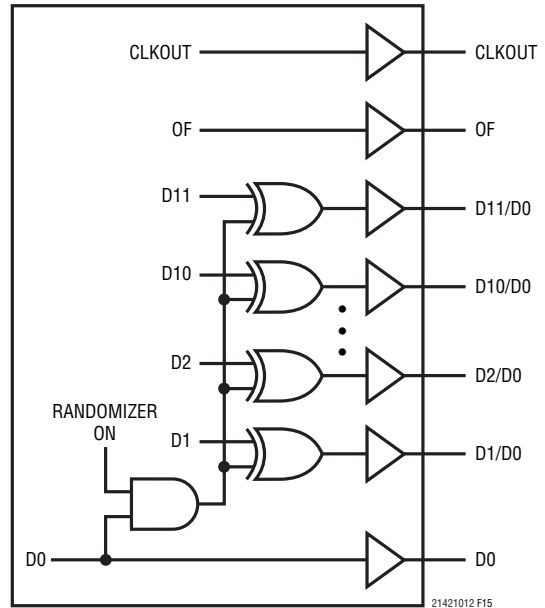 CLKOUT CLKOUT
OF OF
D11 D11/D0
D10 D10/D0
D2 D2/D0
RANDOMIZER
ON
D1 D1/D0
D0 D0
21421012 F15